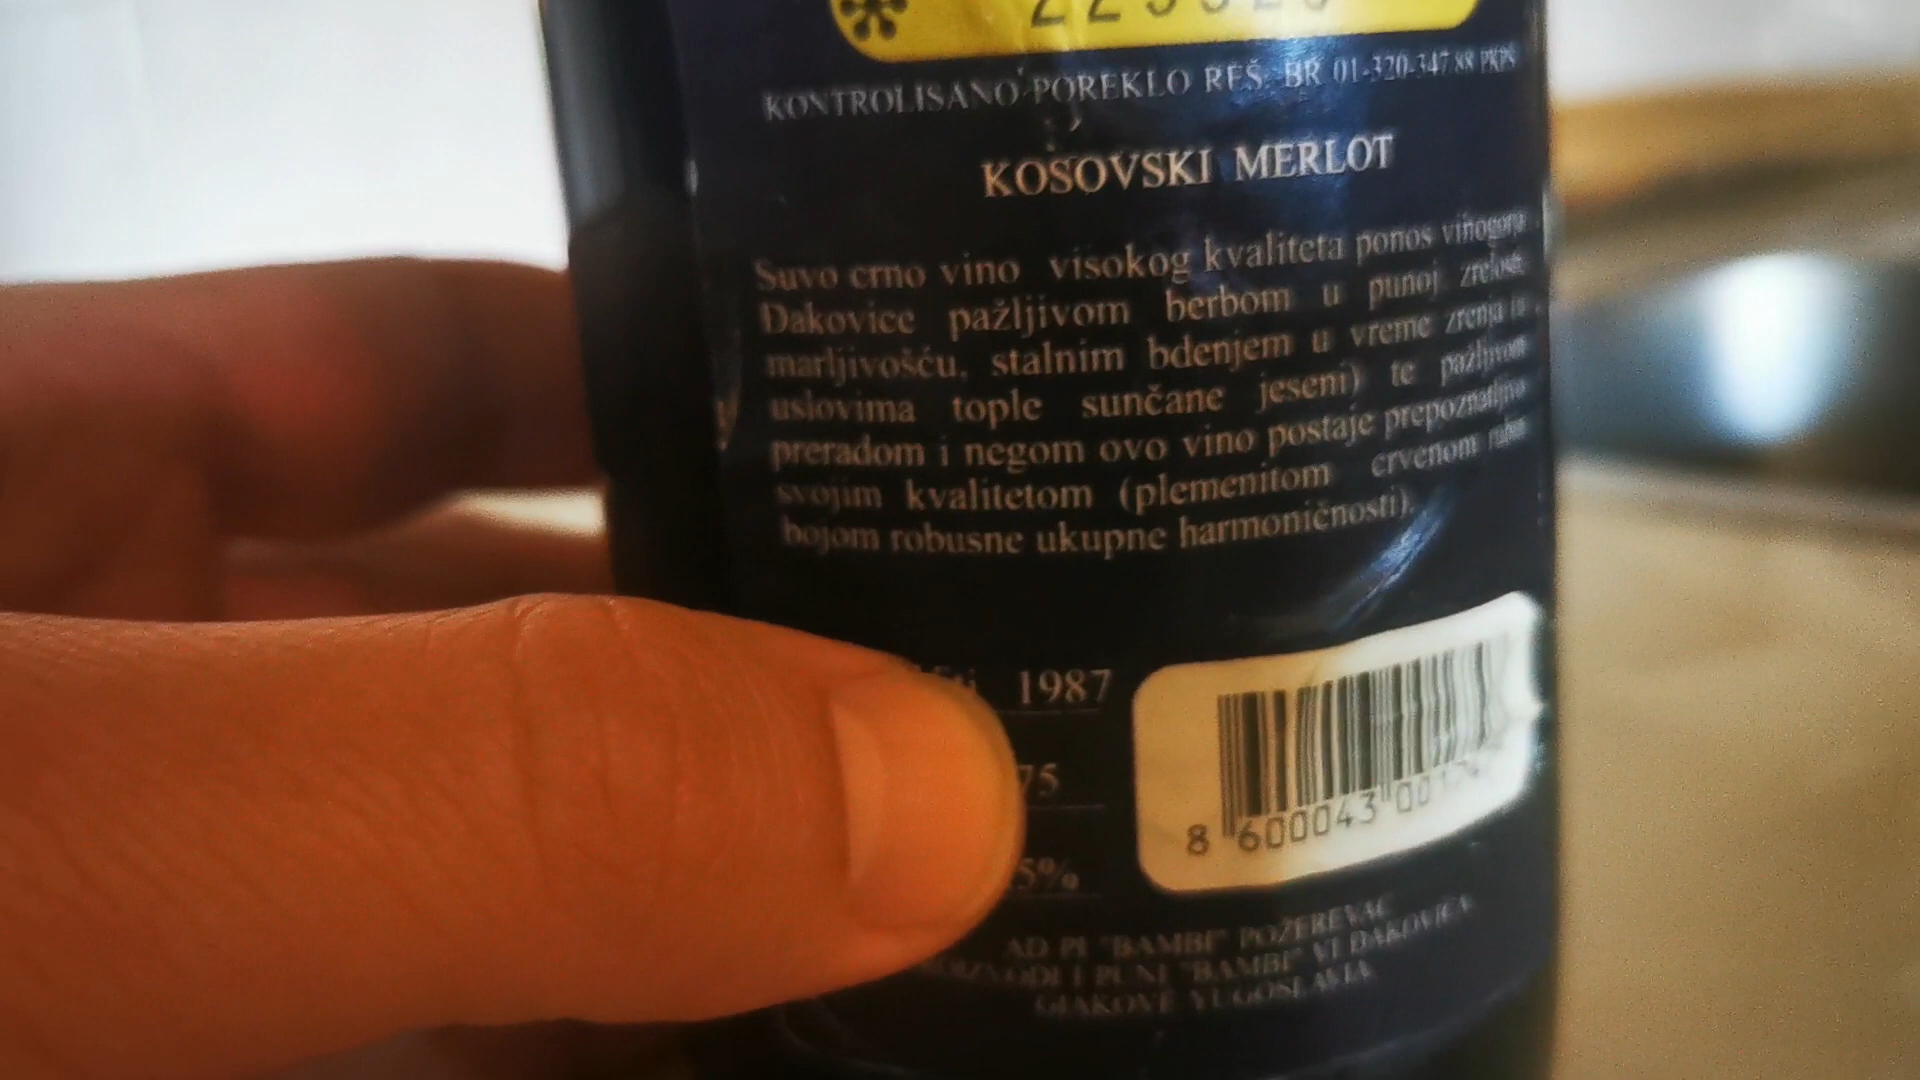 KONTROLISANO POREKLO REŠ. BR 01-320-347/88 PKPS
KOSOVSKI MERLOT
Suvo crno vino visokog kvaliteta ponos vinogorja
Đakovice pažljivom berbom u punoj zrelosti
marljivošću, stalnim bdenjem u vreme zrenja
uslovima tople sunčane jeseni) te pažljivom
preradom i negom ovo vino postaje prepoznatljivo
svojim kvalitetom (plemenitom crvenom rubin
bojom robusne ukupne harmoničnosti).
1987
75
5%
8 600043 00
AD PI "BAMBI" POŽEREVAC
"BAMBI" VI ĐAKOVICA
GJAKOVË YUGOSLAVIA